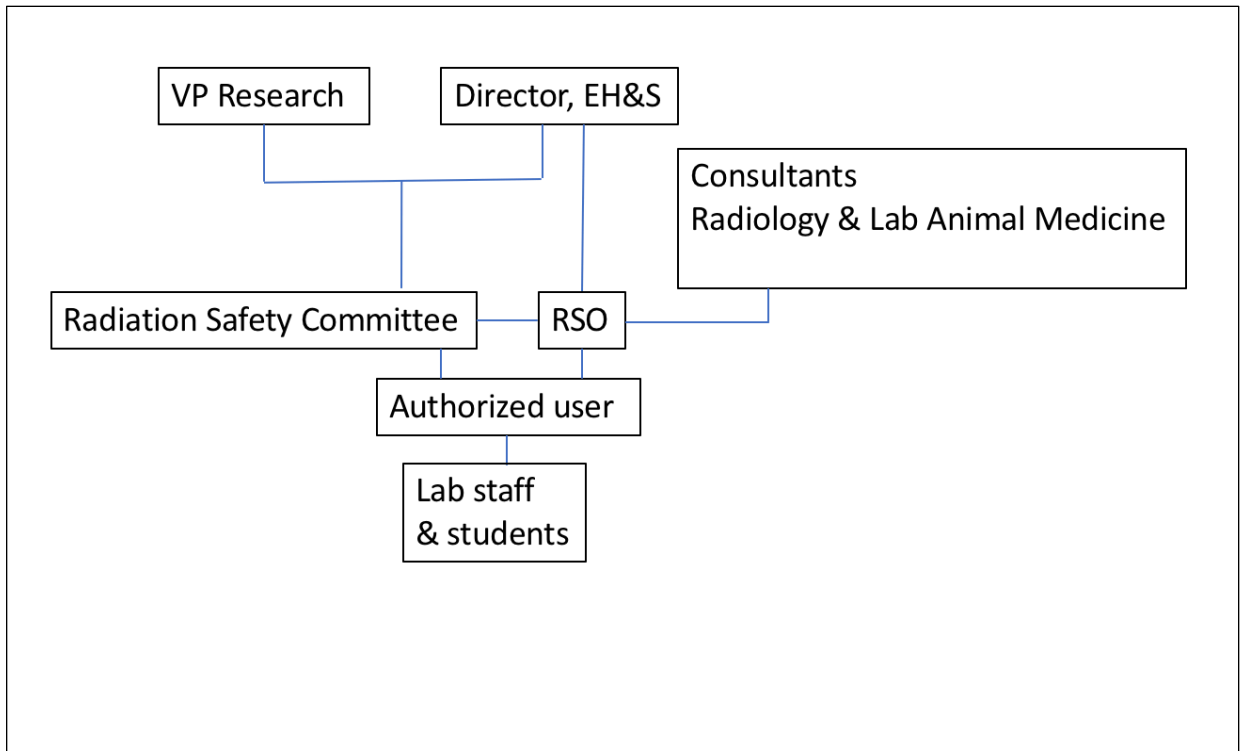 VP Research
Director, EH&S
Consultants
Radiology & Lab Animal Medicine
Radiation Safety Committee
RSO
Authorized user
Lab staff
& students